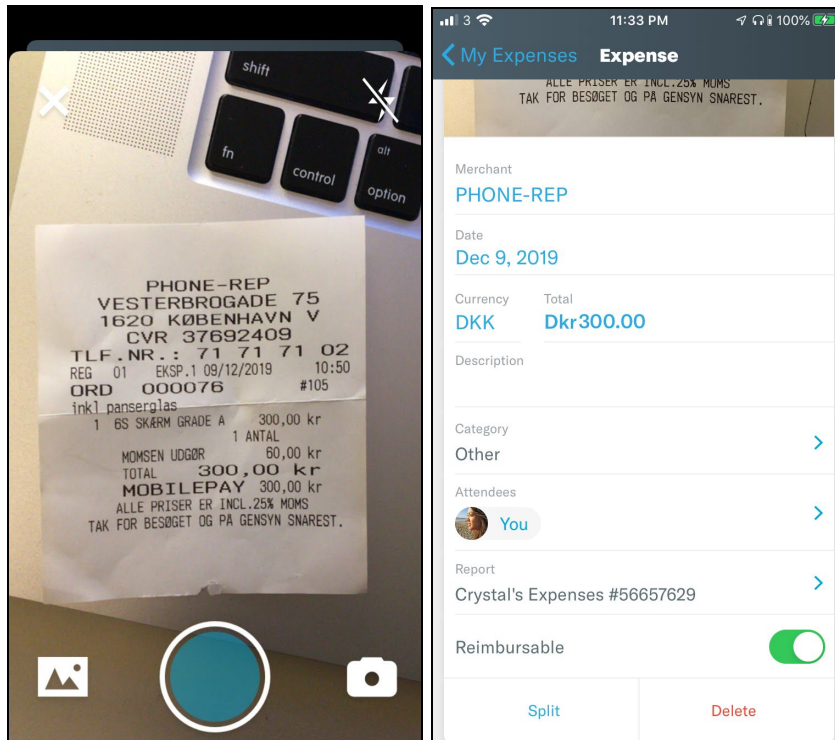 shift
fn
control
alt
option
PHONE-REP
VESTERBROGADE 75
1620 KØBENHAVN V
CVR 37692409
TLF.NR.: 71 71 71 02
REG 01 EKSP.1 09/12/2019 10:50
ORD 000076 #105
inkl panserglas
1 6S SKÆRM GRADE A 300,00 kr
1 ANTAL
MOMSEN UDGØR 60,00 kr
TOTAL 300,00 kr
MOBILEPAY 300,00 kr
ALLE PRISER ER INCL.25% MOMS
TAK FOR BESØGET OG PÅ GENSYN SNAREST.
3 11:33 PM 100%
My Expenses Expense
ALLE PRISER ER INCL.25% MOMS
TAK FOR BESØGET OG PÅ GENSYN SNAREST.
Merchant
PHONE-REP
Date
Dec 9, 2019
Currency Total
DKK Dkr300.00
Description
Category
Other
Attendees
You
Report
Crystal's Expenses #56657629
Reimbursable
Split Delete